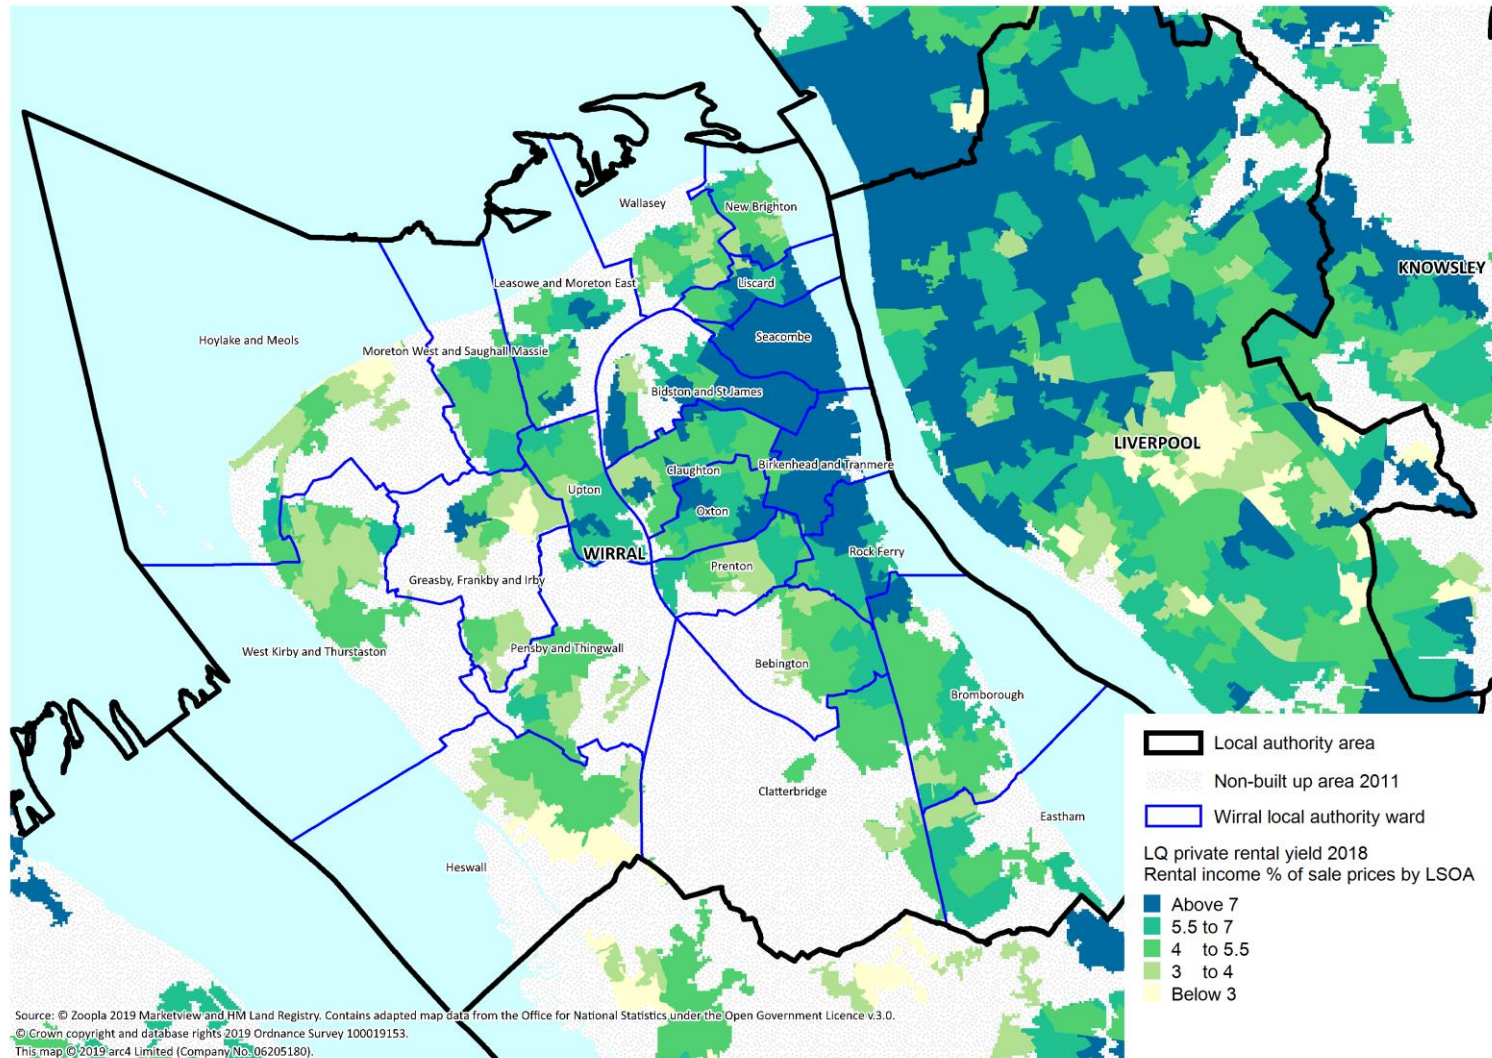 Wallasey
New Brighton
KNOWSLEY
Leasowe and Moreton East
Liscard
Hoylake and Meols
Seacombe
Moreton West and Saughall Massie
Bidston and St James
LIVERPOOL
Claughton
Birkenhead and Tranmere
Upton
Oxton
WIRRAL
Rock Ferry
Prenton
Greasby, Frankby and Irby
West Kirby and Thurstaston
Pensby and Thingwall
Bebington
Bromborough
Clatterbridge
Eastham
Heswall
Local authority area
Non-built up area 2011
Wirral local authority ward
LQ private rental yield 2018
Rental income % of sale prices by LSOA
Above 7
5.5 to 7
4 to 5.5
3 to 4
Below 3
Source: © Zoopla 2019 Marketview and HM Land Registry. Contains adapted map data from the Office for National Statistics under the Open Government Licence v.3.0.
© Crown copyright and database rights 2019 Ordnance Survey 100019153.
This map © 2019 arc4 Limited (Company No. 06205180).